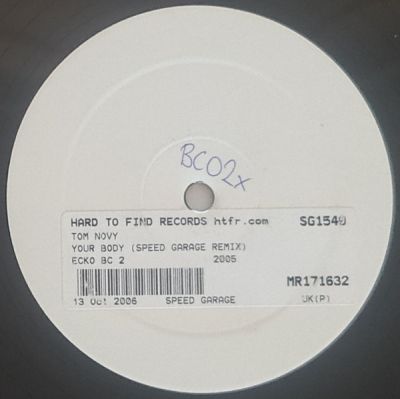 BC02x
HARD TO FIND RECORDS htfr.com SG1540
TOM NOVY
YOUR BODY (SPEED GARAGE REMIX)
ECKO BC 2 2005
MR171632
13 Oct 2006 SPEED GARAGE UK(P)